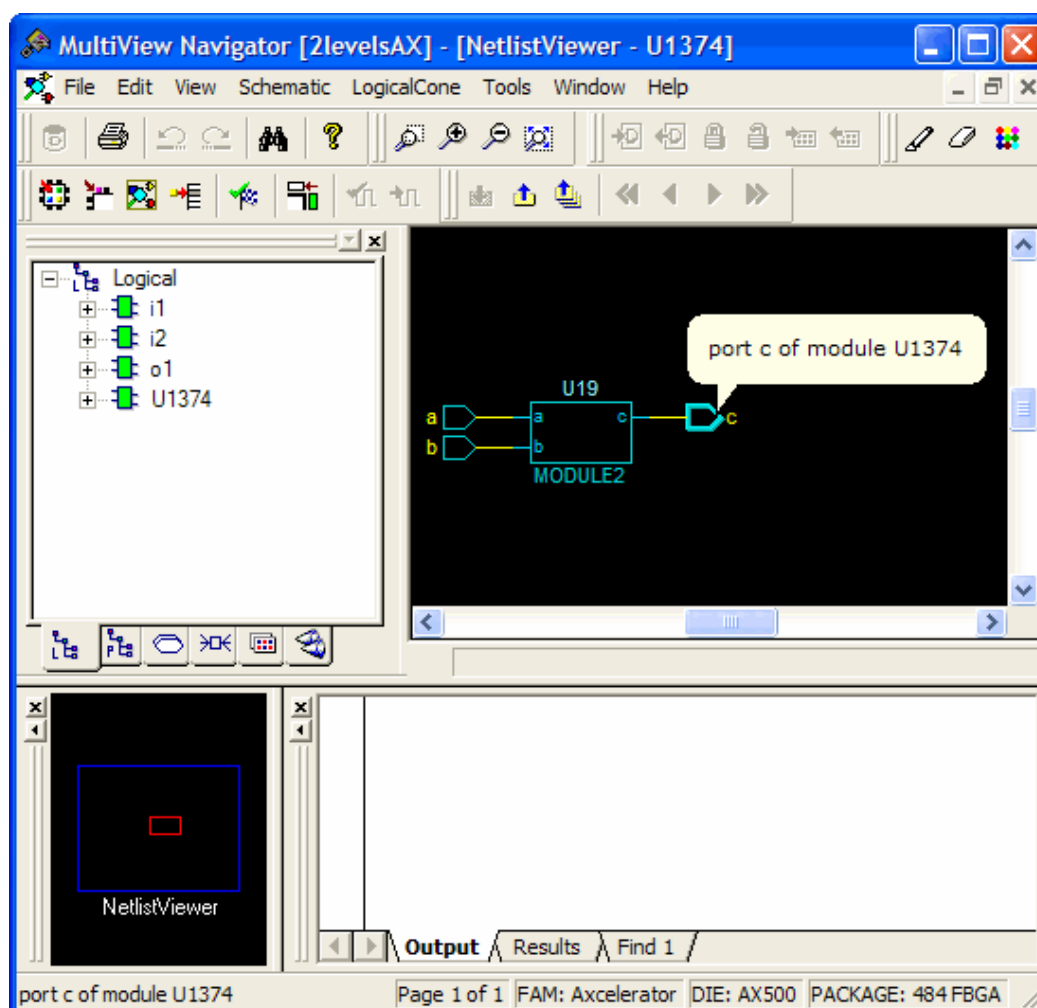 MultiView Navigator [2levelsAX] - [NetlistViewer - U1374]
File Edit View Schematic LogicalCone Tools Window Help
Logical
i1
i2
o1
U1374
port c of module U1374
U19
a a c c
b b
MODULE2
L P
NetlistViewer
Output Results Find 1
port c of module U1374 Page 1 of 1 FAM: Axcelerator DIE: AX500 PACKAGE: 484 FBGA